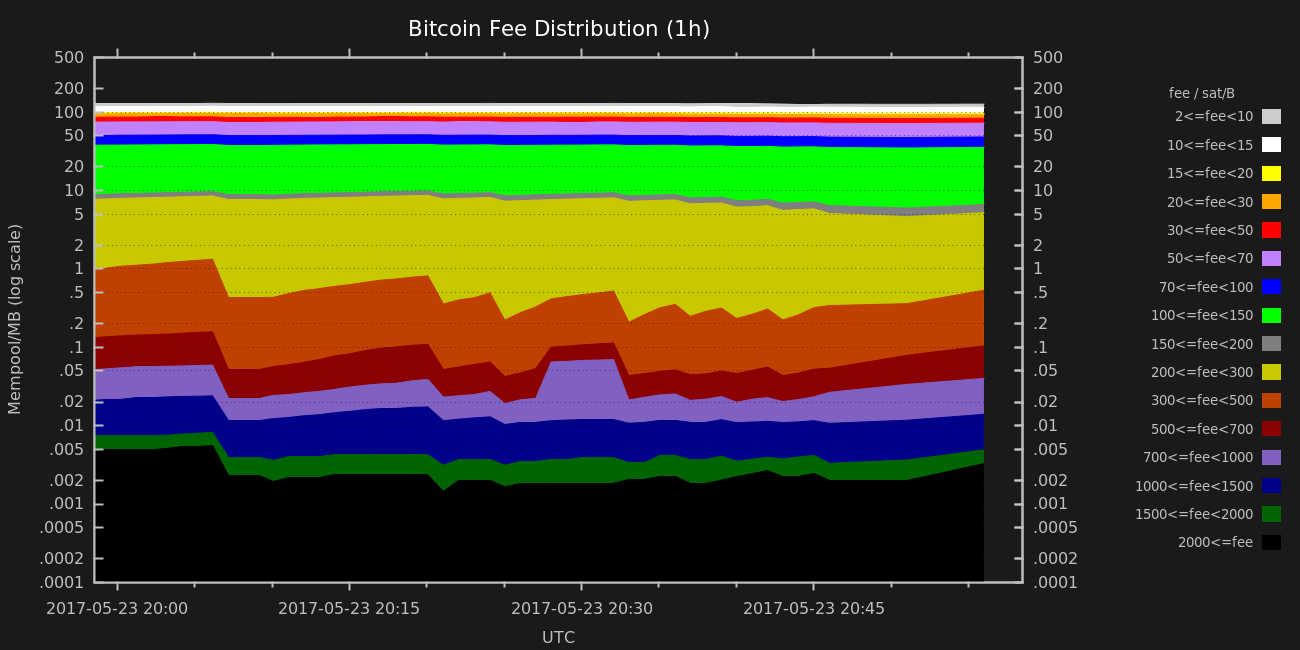 Bitcoin Fee Distribution (1h)
Mempool/MB (log scale)
500
200
100
50
20
10
5
2
1
.5
.2
.1
.05
.02
.01
.005
.002
.001
.0005
.0002
.0001
500
200
100
50
20
10
5
2
1
.5
.2
.1
.05
.02
.01
.005
.002
.001
.0005
.0002
.0001
2017-05-23 20:00 2017-05-23 20:15 2017-05-23 20:30 2017-05-23 20:45
UTC
fee / sat/B
2<=fee<10
10<=fee<15
15<=fee<20
20<=fee<30
30<=fee<50
50<=fee<70
70<=fee<100
100<=fee<150
150<=fee<200
200<=fee<300
300<=fee<500
500<=fee<700
700<=fee<1000
1000<=fee<1500
1500<=fee<2000
2000<=fee